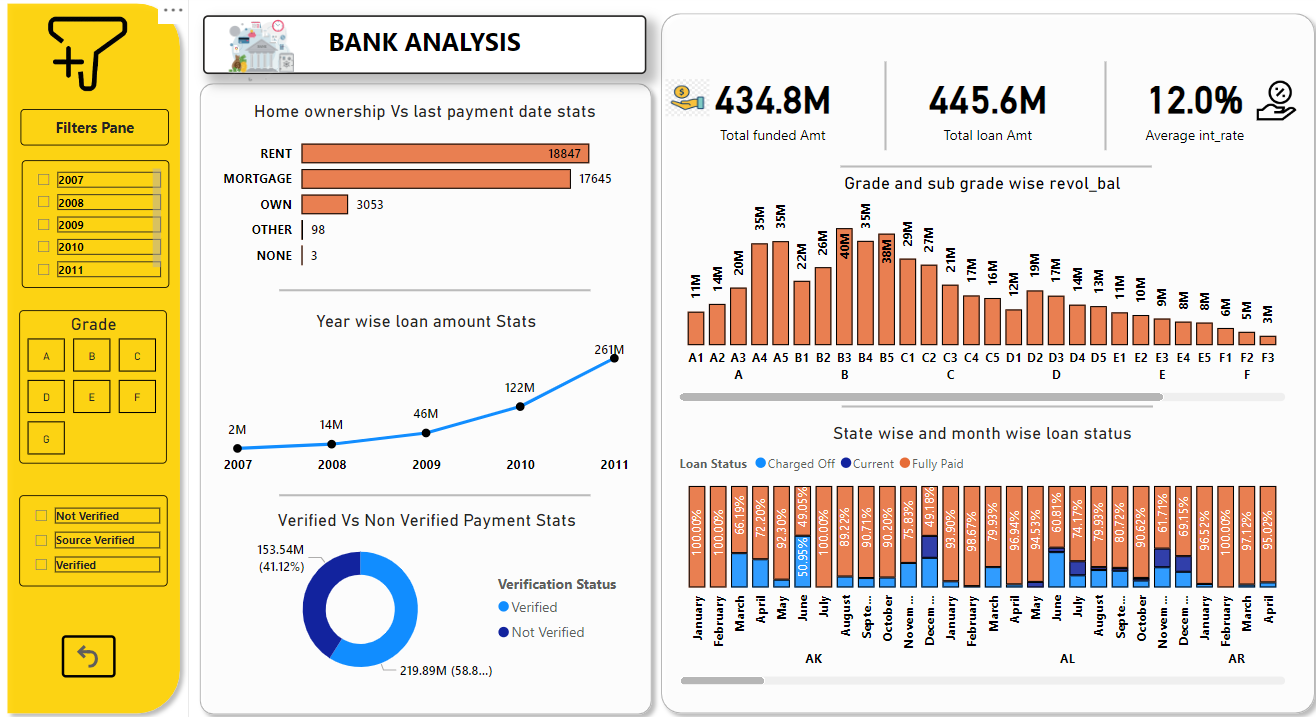 BANK ANALYSIS
Filters Pane
2007
2008
2009
2010
2011
Grade
A B C
D E F
G
Not Verified
Source Verified
Verified
Home ownership Vs last payment date stats
RENT 18847
MORTGAGE 17645
OWN 3053
OTHER 98
NONE 3
Year wise loan amount Stats
2M 14M 46M 122M 261M
2007 2008 2009 2010 2011
Verified Vs Non Verified Payment Stats
153.54M
(41.12%)
219.89M (58.8...)
Verification Status
Verified
Not Verified
434.8M 445.6M 12.0%
Total funded Amt Total loan Amt Average int_rate
Grade and sub grade wise revol_bal
11M 14M 20M 35M 35M 22M 26M 40M 35M 38M 29M 27M 21M 17M 16M 12M 19M 17M 14M 13M 11M 10M 9M 8M 8M 6M 5M 3M
A1 A2 A3 A4 A5 B1 B2 B3 B4 B5 C1 C2 C3 C4 C5 D1 D2 D3 D4 D5 E1 E2 E3 E4 E5 F1 F2 F3
A B C D E F
State wise and month wise loan status
Loan Status Charged Off Current Fully Paid
100.00% 100.00% 66.19% 72.20% 92.30% 50.95% 49.05% 100.00% 89.22% 90.71% 90.20% 75.83% 49.18% 93.90% 98.67% 79.93% 96.94% 94.53% 60.81% 74.17% 79.95% 80.72% 90.62% 61.71% 69.15% 96.52% 100.00% 97.12% 95.02%
January February March April May June July August Septe... October Novem... Decem... January February March April May June July August Septe... October Novem... Decem... January February March April
AK AL AR